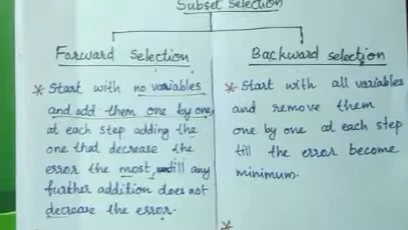 Subset Selection
Forward Selection
* Start with no variables
and add them one by one,
at each step adding the
one that decrease the
error the most, till any
further addition does not
decrease the error.
Backward selection
* Start with all variables
and remove them
one by one at each step
till the error become
minimum.
*